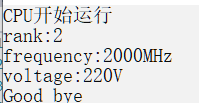 CPU开始运行
rank:2
frequency:2000MHz
voltage:220V
Good bye